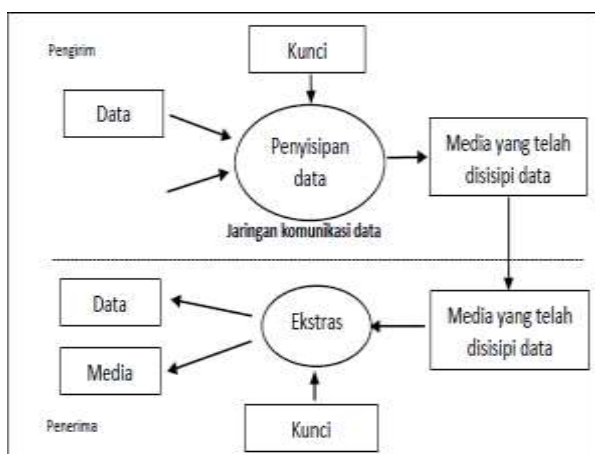 Pengirim
Kunci
Data
Penyisipan
data
Media yang telah
disisipi data
Jaringan komunikasi data
Data
Ekstras
Media yang telah
disisipi data
Media
Penerima
Kunci